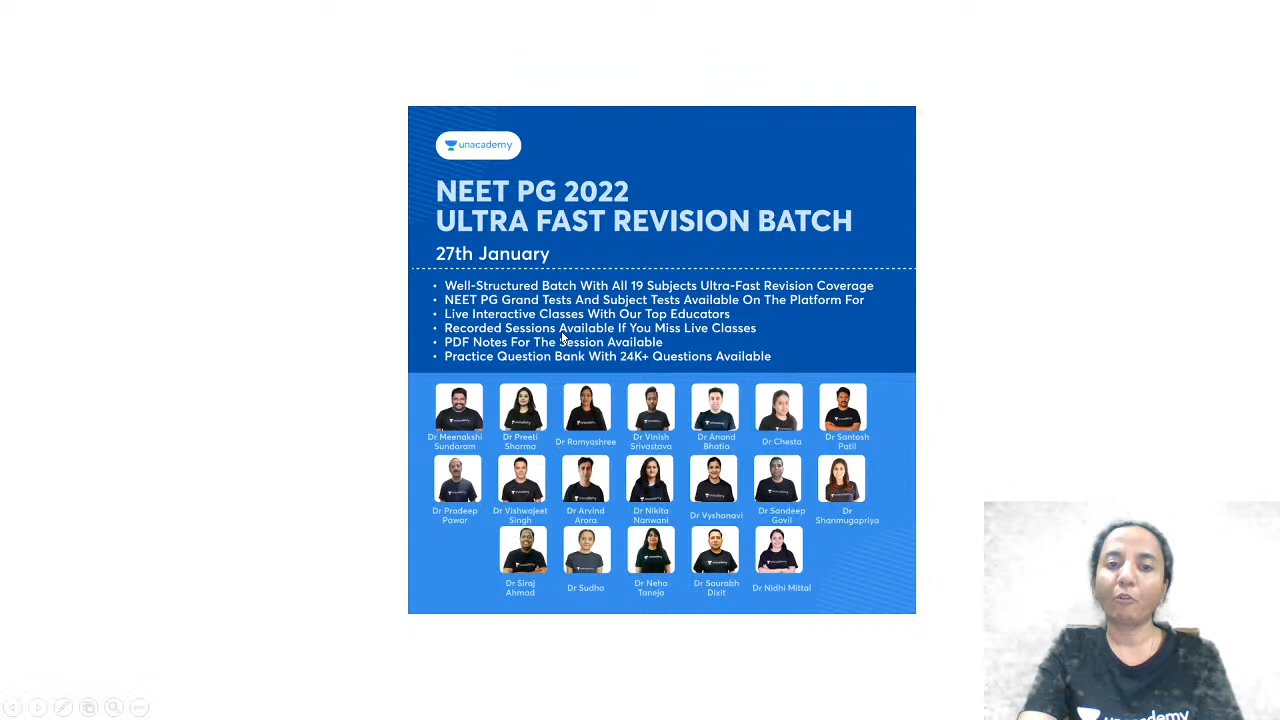 unacademy
NEET PG 2022
ULTRA FAST REVISION BATCH
27th January
• Well-Structured Batch With All 19 Subjects Ultra-Fast Revision Coverage
• NEET PG Grand Tests And Subject Tests Available On The Platform For
• Live Interactive Classes With Our Top Educators
• Recorded Sessions Available If You Miss Live Classes
• PDF Notes For The Session Available
• Practice Question Bank With 24K+ Questions Available
Dr Meenakshi Sundaram
Dr Preeti Sharma
Dr Ramyashree
Dr Vinish Srivastava
Dr Anand Bhatia
Dr Chesta
Dr Santosh Patil
Dr Pradeep Pawar
Dr Vishwajeet Singh
Dr Arvind Arora
Dr Nikita Nanwani
Dr Vyshanavi
Dr Sandeep Govil
Dr Shanmugapriya
Dr Siraj Ahmad
Dr Sudha
Dr Neha Taneja
Dr Saurabh Dixit
Dr Nidhi Mittal
unacademy